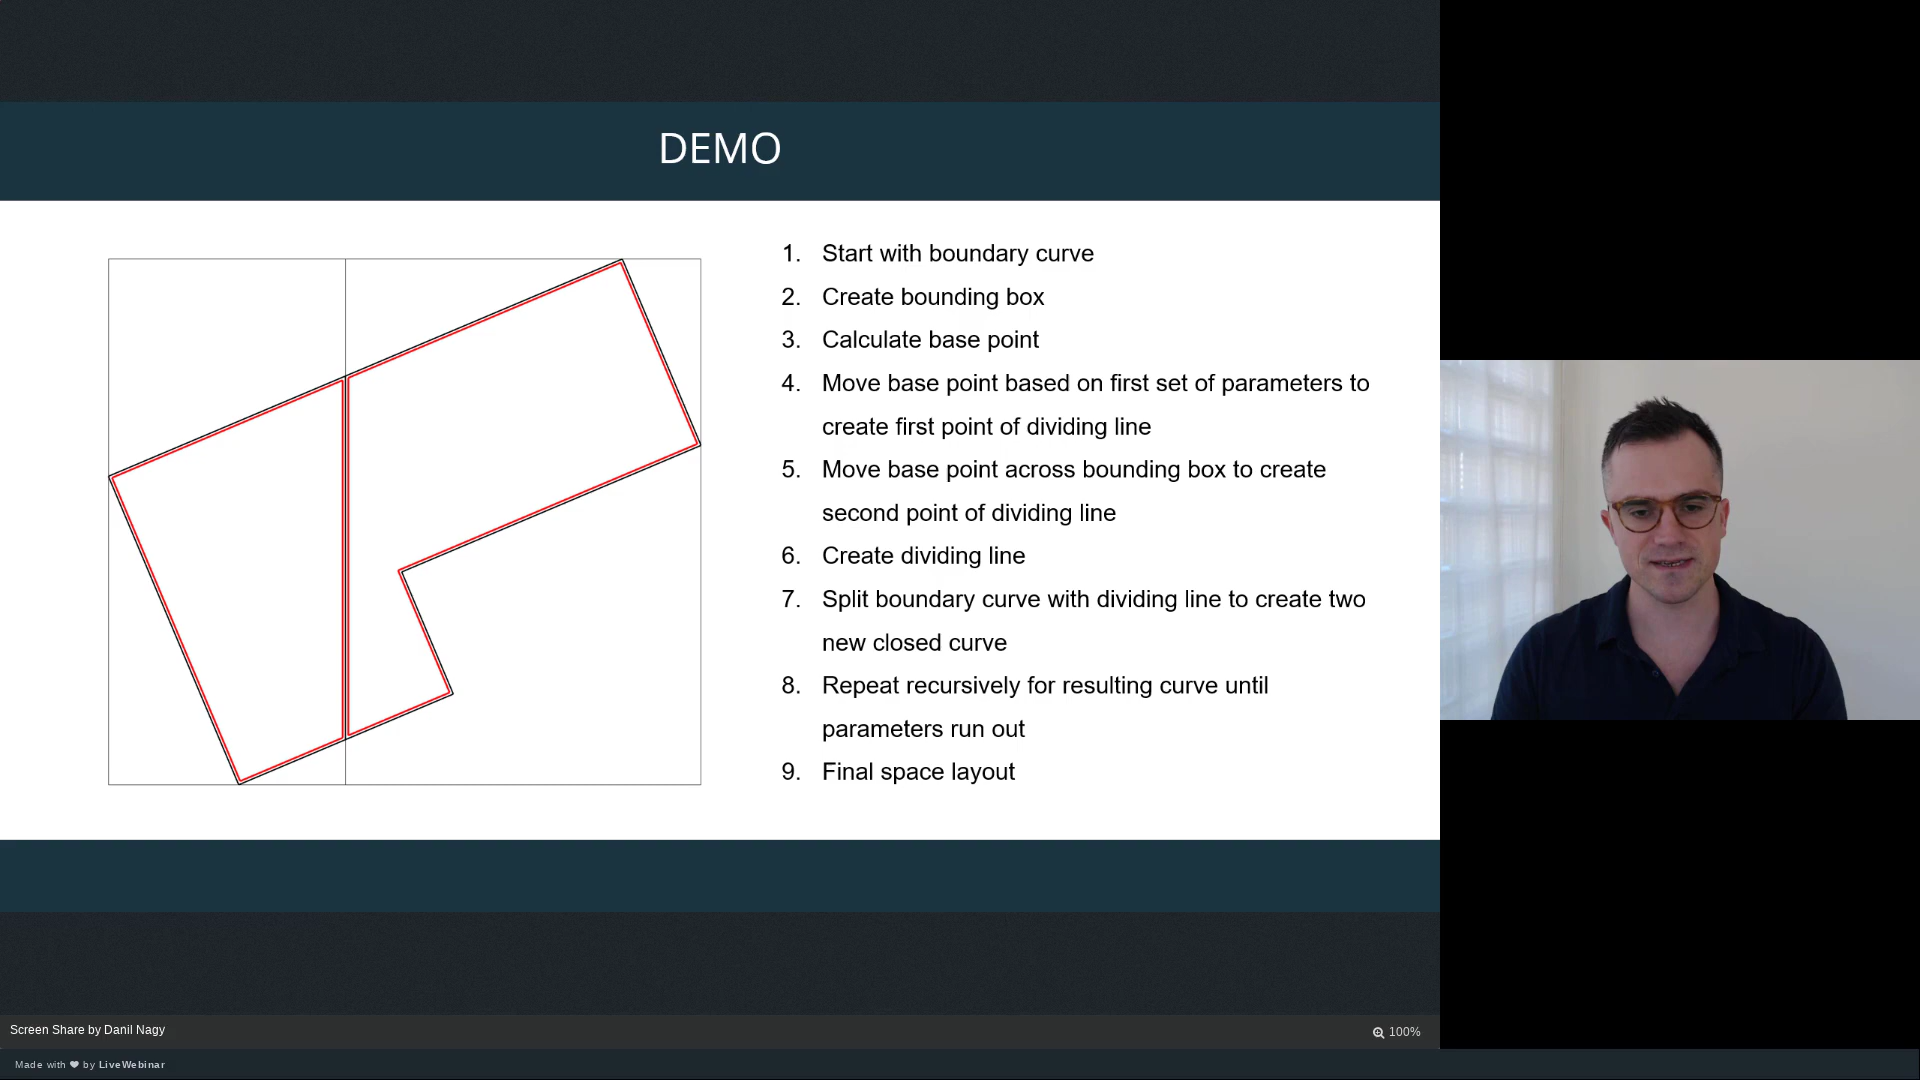 DEMO
1. Start with boundary curve
2. Create bounding box
3. Calculate base point
4. Move base point based on first set of parameters to
create first point of dividing line
5. Move base point across bounding box to create
second point of dividing line
6. Create dividing line
7. Split boundary curve with dividing line to create two
new closed curve
8. Repeat recursively for resulting curve until
parameters run out
9. Final space layout
Screen Share by Danil Nagy
100%
Made with ❤ by LiveWebinar